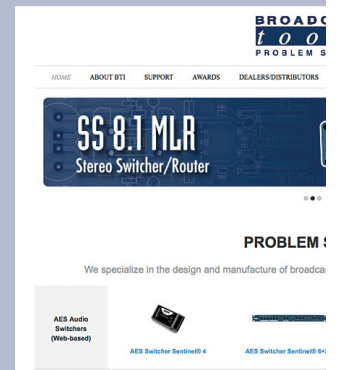 BROADC
too
PROBLEM S
HOME ABOUT BTI SUPPORT AWARDS DEALERS/DISTRIBUTORS
SS 8.1 MLR
Stereo Switcher/Router
PROBLEM S
We specialize in the design and manufacture of broadca
AES Audio
Switchers
(Web-based)
AES Switcher Sentinel® 4 AES Switcher Sentinel® 6+